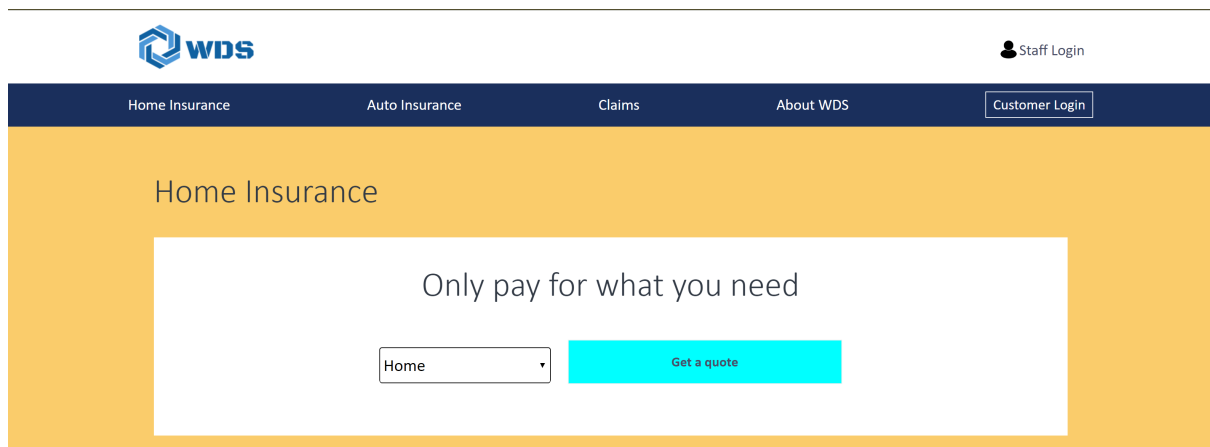 WDS
Staff Login
Home Insurance Auto Insurance Claims About WDS Customer Login
Home Insurance
Only pay for what you need
Home Get a quote